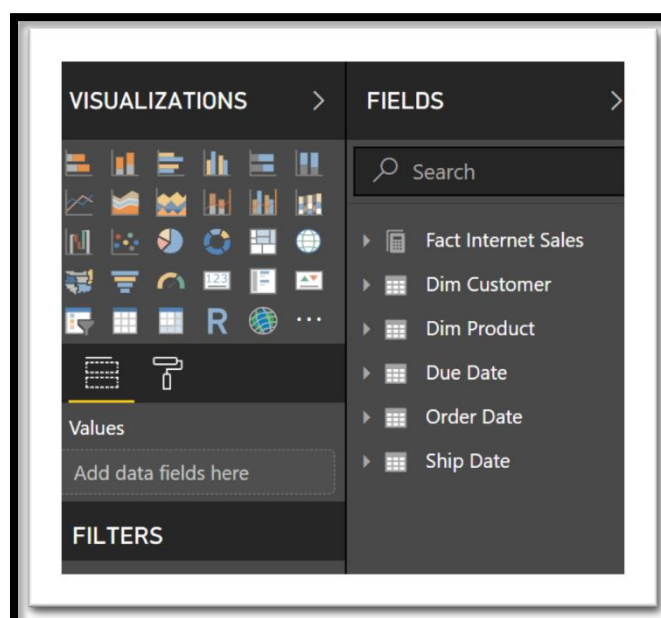 VISUALIZATIONS
123
R
Values
Add data fields here
FILTERS
FIELDS
Search
Fact Internet Sales
Dim Customer
Dim Product
Due Date
Order Date
Ship Date